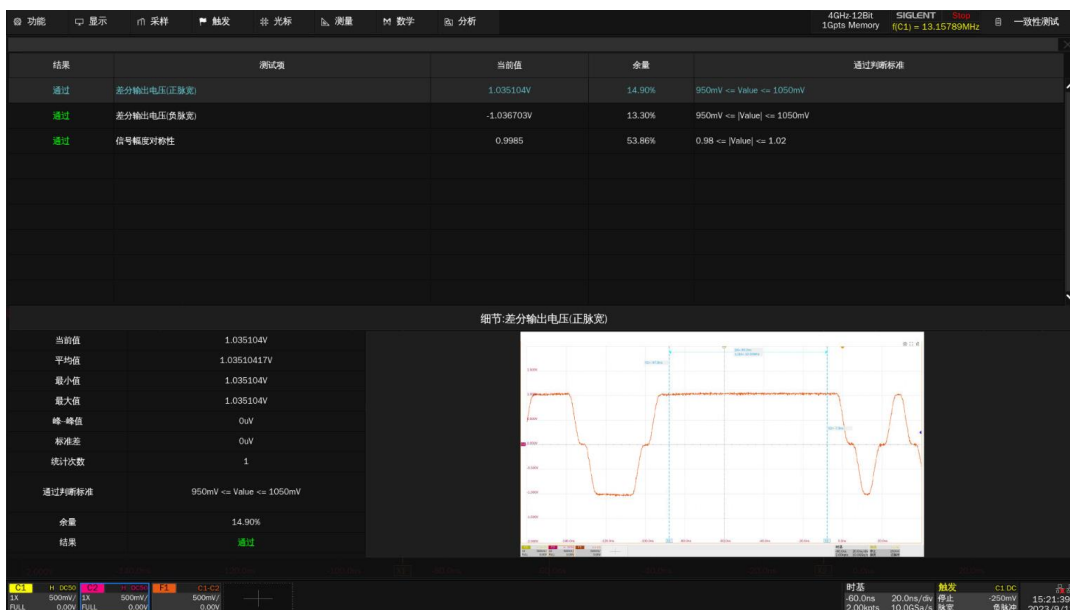 功能 显示 采样 触发 光标 测量 数学 分析 4GHz-12Bit SIGLENT Stop 一致性测试
1Gpts Memory f(C1) = 13.15789MHz
结果 测试项 当前值 余量 通过判断标准
通过 差分输出电压(正脉宽) 1.035104V 14.90% 950mV <= Value <= 1050mV
通过 差分输出电压(负脉宽) -1.036703V 13.30% 950mV <= |Value| <= 1050mV
通过 信号幅度对称性 0.9985 53.86% 0.98 <= |Value| <= 1.02
细节:差分输出电压(正脉宽)
当前值 1.035104V
平均值 1.03510417V
最小值 1.035104V
最大值 1.035104V
峰-峰值 0uV
标准差 0uV
统计次数 1
通过判断标准 950mV <= Value <= 1050mV
余量 14.90%
结果 通过
C1 H DC50 C2 H DC50 F1 C1-C2 时基 触发 C1 DC
1X 500mV/ 1X 500mV/ 500mV/ -60.0ns 20.0ns/div 停止 -250mV 15:21:39
FULL 0.00V FULL 0.00V 0.00V 2.00kpts 10.0GSa/s 脉宽 负脉冲